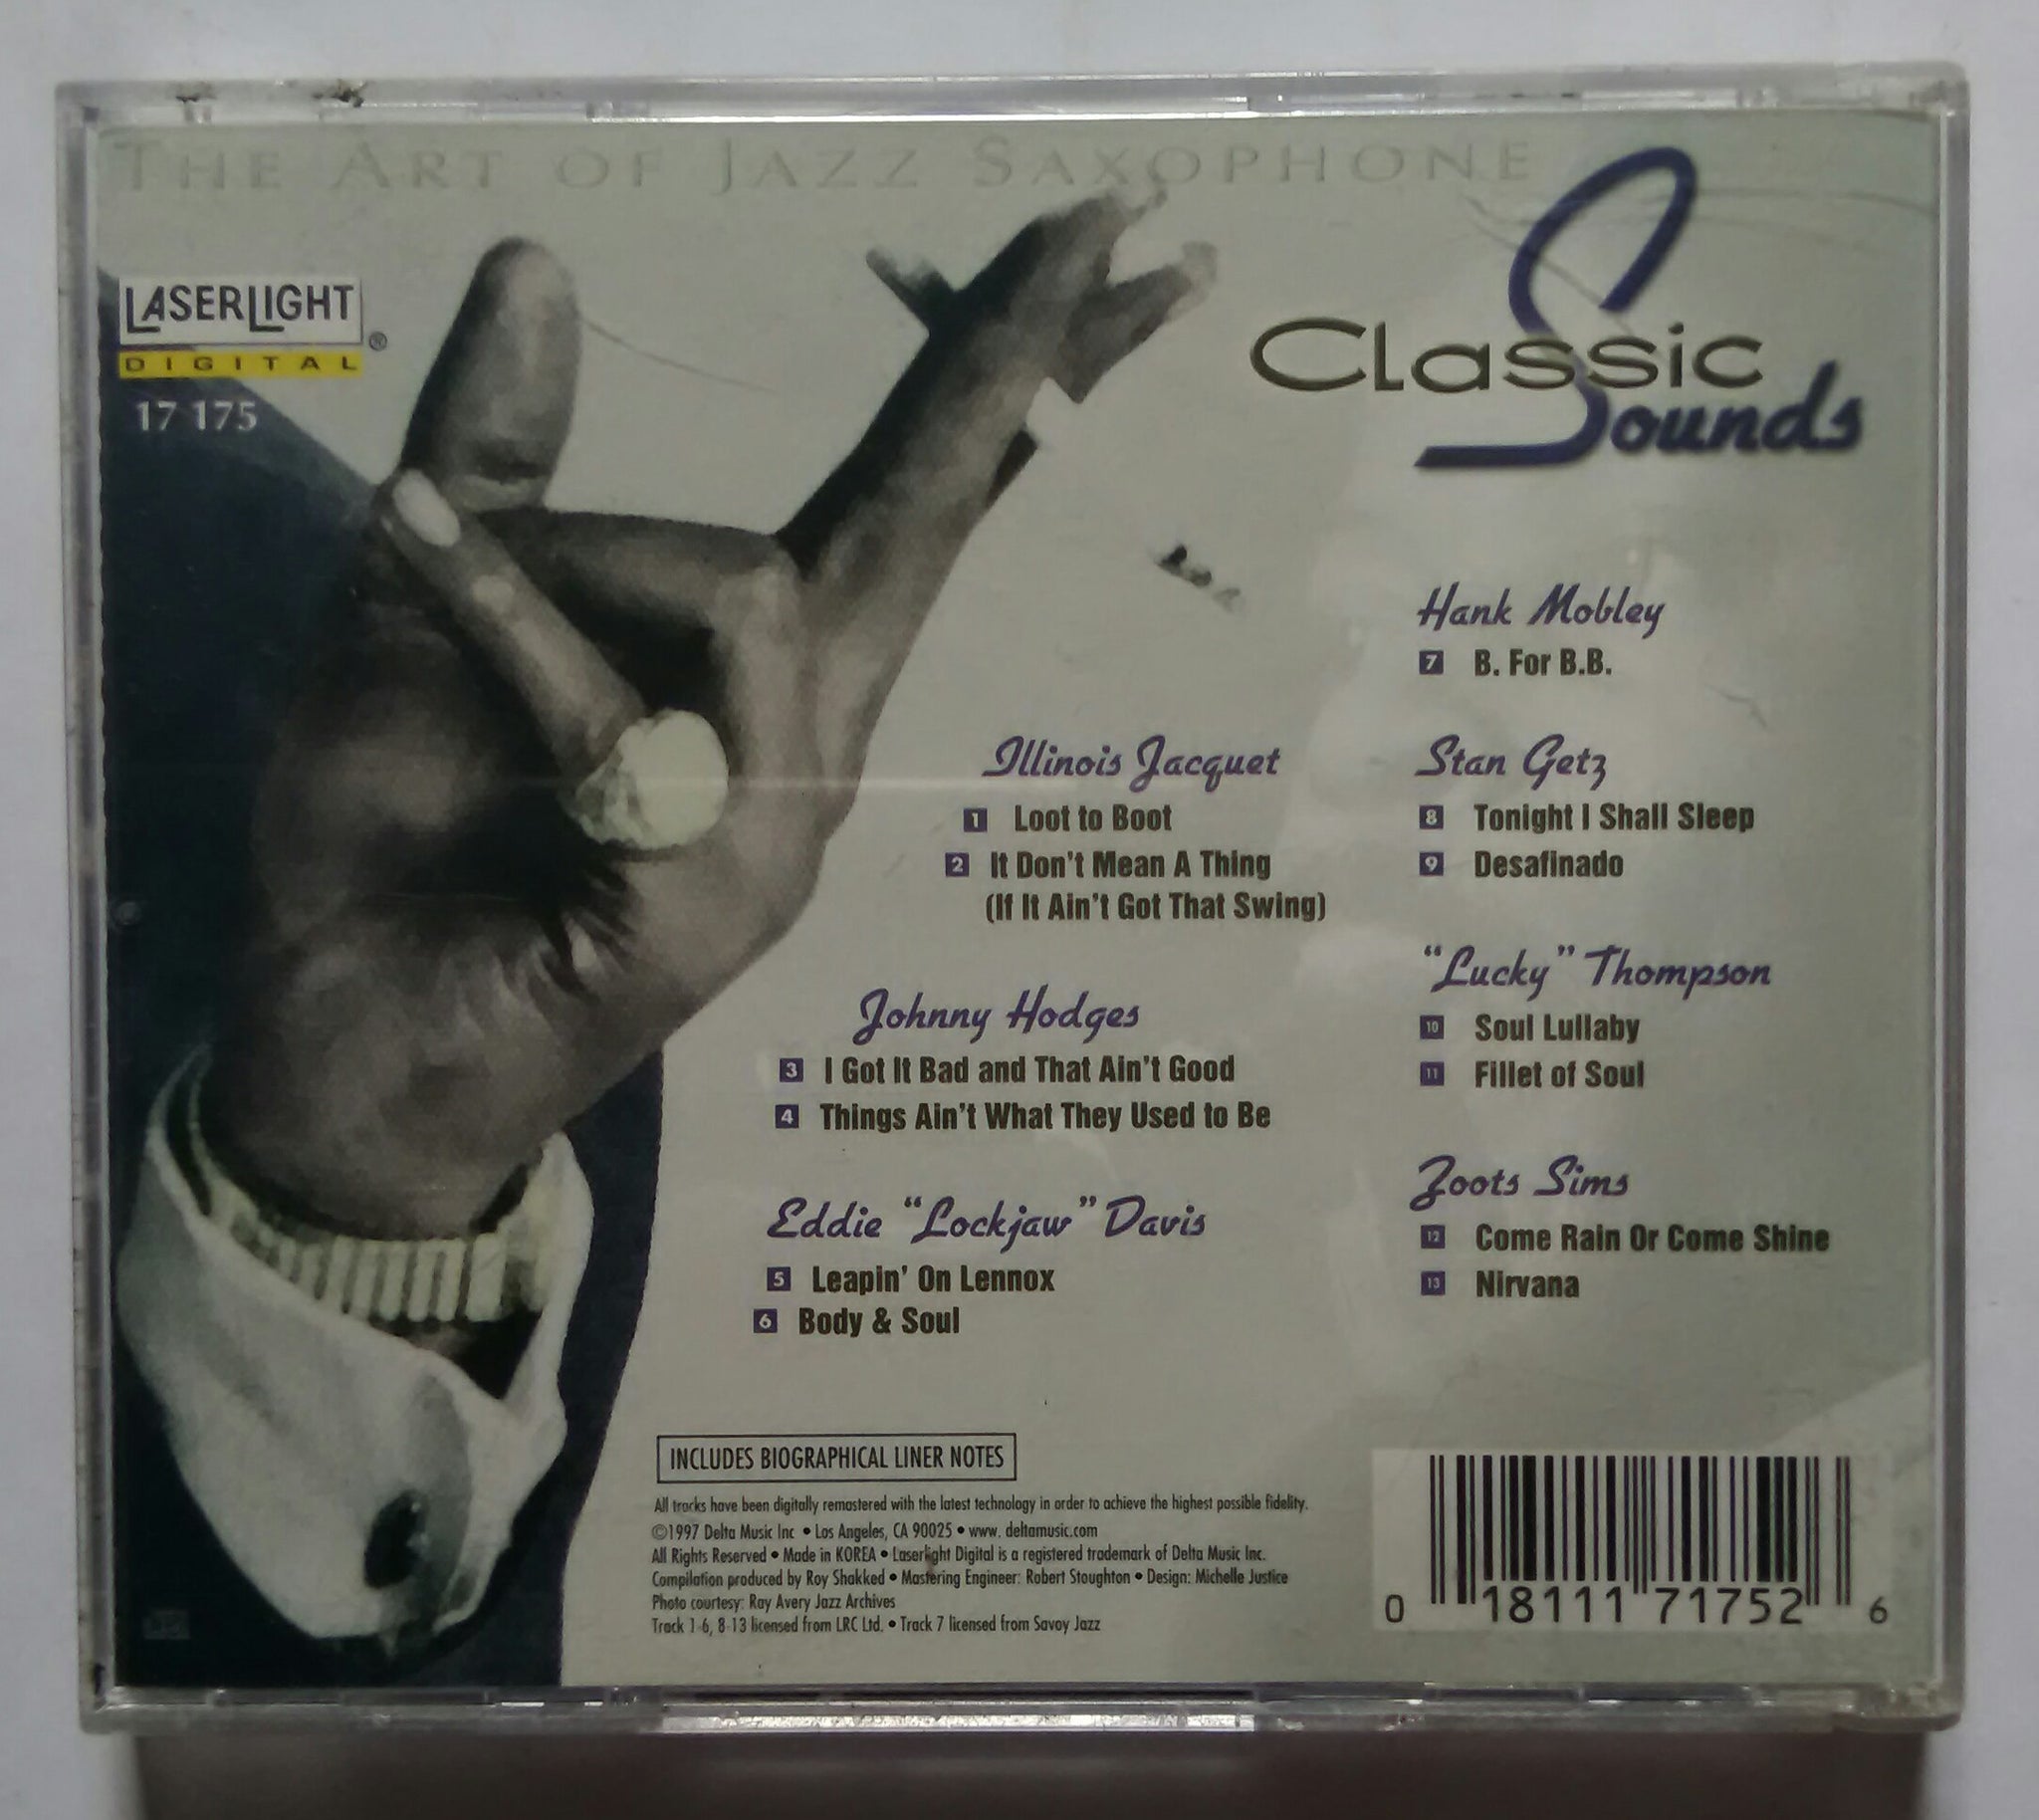 THE ART OF JAZZ SAXOPHONE
LASERLIGHT
®
DIGITAL
17 175
Classic
Sounds
Illinois Jacquet
1 Loot to Boot
2 It Don't Mean A Thing
(If It Ain't Got That Swing)
Johnny Hodges
3 I Got It Bad and That Ain't Good
4 Things Ain't What They Used to Be
Eddie "Lockjaw" Davis
5 Leapin' On Lennox
6 Body & Soul
Hank Mobley
7 B. For B.B.
Stan Getz
8 Tonight I Shall Sleep
9 Desafinado
"Lucky" Thompson
10 Soul Lullaby
11 Fillet of Soul
Zoots Sims
12 Come Rain Or Come Shine
13 Nirvana
INCLUDES BIOGRAPHICAL LINER NOTES
All tracks have been digitally remastered with the latest technology in order to achieve the highest possible fidelity.
©1997 Delta Music Inc • Los Angeles, CA 90025 • www. deltamusic.com
All Rights Reserved • Made in KOREA • Laserlight Digital is a registered trademark of Delta Music Inc.
Compilation produced by Roy Shakked • Mastering Engineer: Robert Stoughton • Design: Michelle Justice
Photo courtesy: Ray Avery Jazz Archives
Track 1-6, 8-13 licensed from LRC Ltd. • Track 7 licensed from Savoy Jazz
0 18111 71752 6